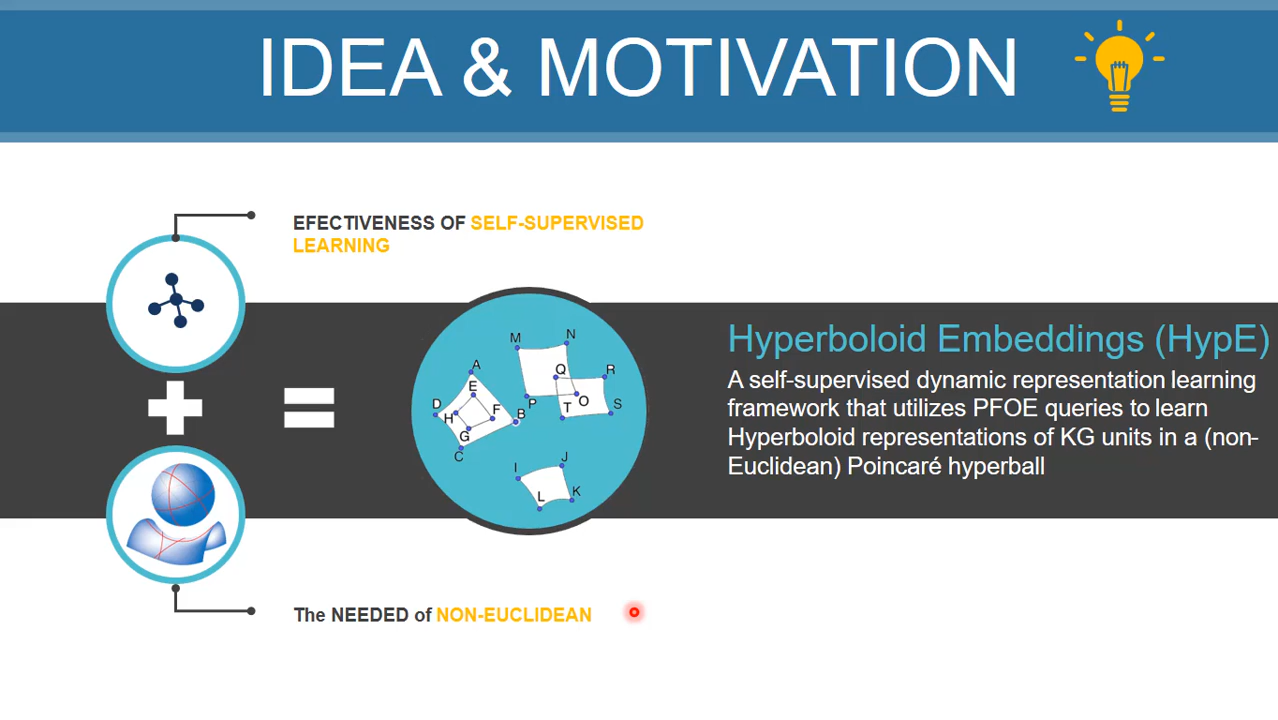 IDEA & MOTIVATION
EFECTIVENESS OF SELF-SUPERVISED
LEARNING
M
N
A
Q
R
E
D
P
O
S
H
F
T
B
G
C
I
J
L
K
Hyperboloid Embeddings (HypE)
A self-supervised dynamic representation learning
framework that utilizes PFOE queries to learn
Hyperboloid representations of KG units in a (non-
Euclidean) Poincaré hyperball
The NEEDED of NON-EUCLIDEAN